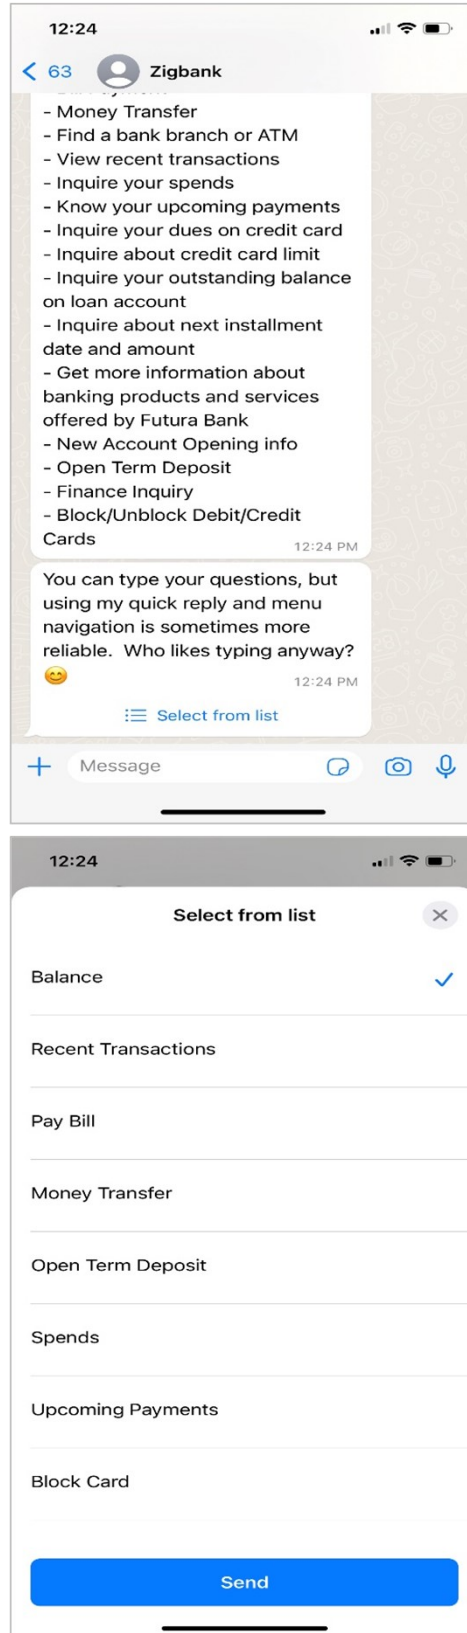 12:24
63 Zigbank
- Money Transfer
- Find a bank branch or ATM
- View recent transactions
- Inquire your spends
- Know your upcoming payments
- Inquire your dues on credit card
- Inquire about credit card limit
- Inquire your outstanding balance
on loan account
- Inquire about next installment
date and amount
- Get more information about
banking products and services
offered by Futura Bank
- New Account Opening info
- Open Term Deposit
- Finance Inquiry
- Block/Unblock Debit/Credit
Cards
12:24 PM
You can type your questions, but
using my quick reply and menu
navigation is sometimes more
reliable. Who likes typing anyway?
😊
12:24 PM
Select from list
Message
12:24
Select from list
Balance
Recent Transactions
Pay Bill
Money Transfer
Open Term Deposit
Spends
Upcoming Payments
Block Card
Send